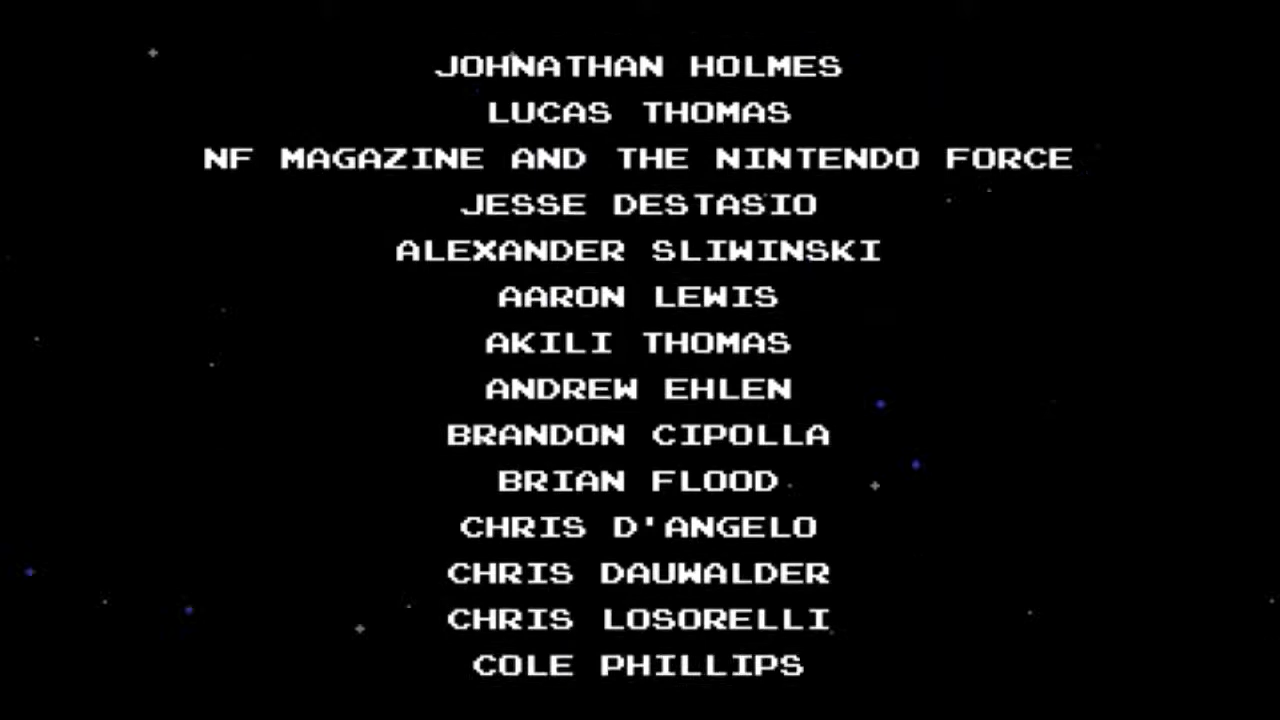 JOHNATHAN HOLMES
LUCAS THOMAS
NF MAGAZINE AND THE NINTENDO FORCE
JESSE DESTASIO
ALEXANDER SLIWINSKI
AARON LEWIS
AKILI THOMAS
ANDREW EHLEN
BRANDON CIPOLLA
BRIAN FLOOD
CHRIS D'ANGELO
CHRIS DAUWALDER
CHRIS LOSORELLI
COLE PHILLIPS